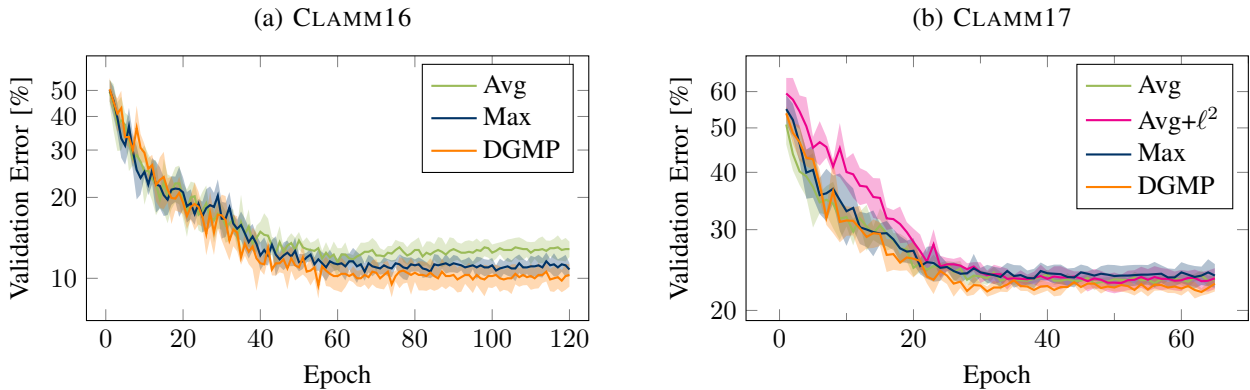 (a) CLAMM16
Validation Error [%]
50
40
30
20
10
0
20
40
60
80
100
120
Epoch
Avg
Max
DGMP
(b) CLAMM17
Validation Error [%]
60
50
40
30
20
0
20
40
60
Epoch
Avg
Avg+ℓ²
Max
DGMP